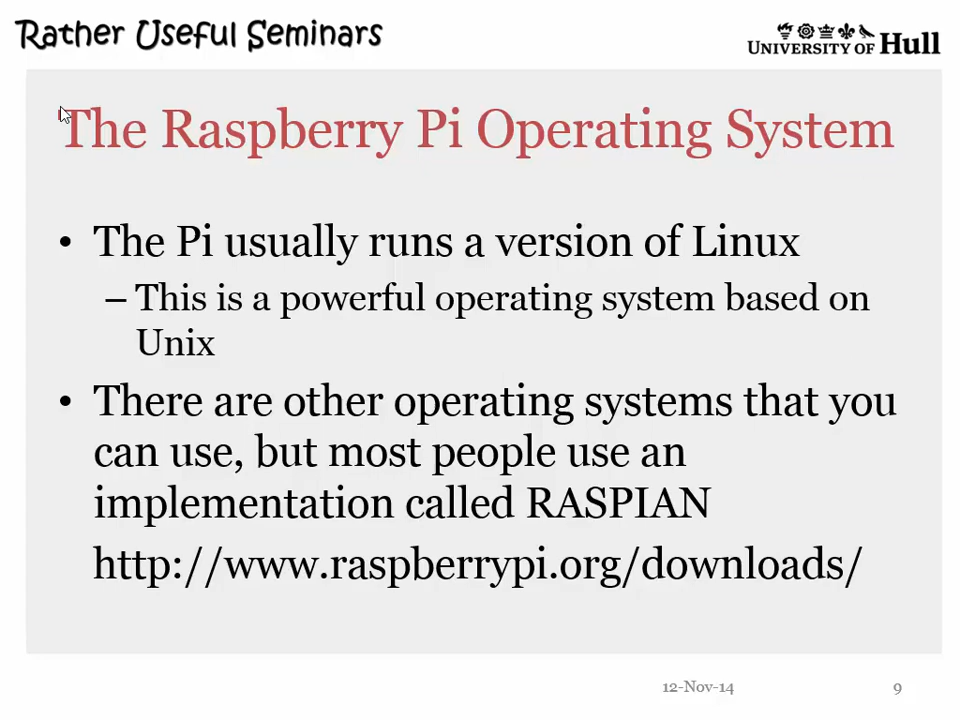 Rather Useful Seminars
UNIVERSITY OF Hull
The Raspberry Pi Operating System
• The Pi usually runs a version of Linux
– This is a powerful operating system based on
Unix
• There are other operating systems that you
can use, but most people use an
implementation called RASPIAN
http://www.raspberrypi.org/downloads/
12-Nov-14
9